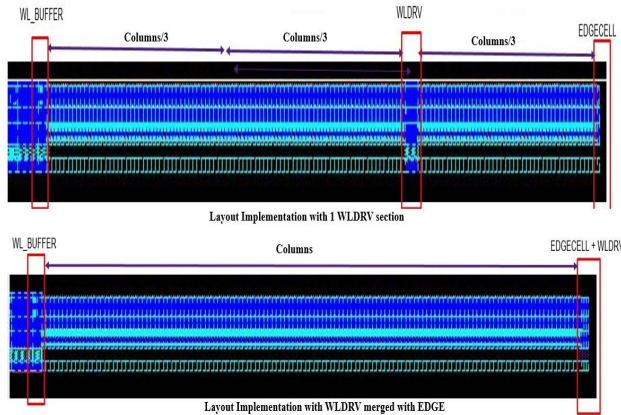 WL_BUFFER
WLDRV
EDGECELL
Columns/3
Columns/3
Columns/3
Layout Implementation with 1 WLDRV section
WL_BUFFER
Columns
EDGECELL + WLDRV
Layout Implementation with WLDRV merged with EDGE